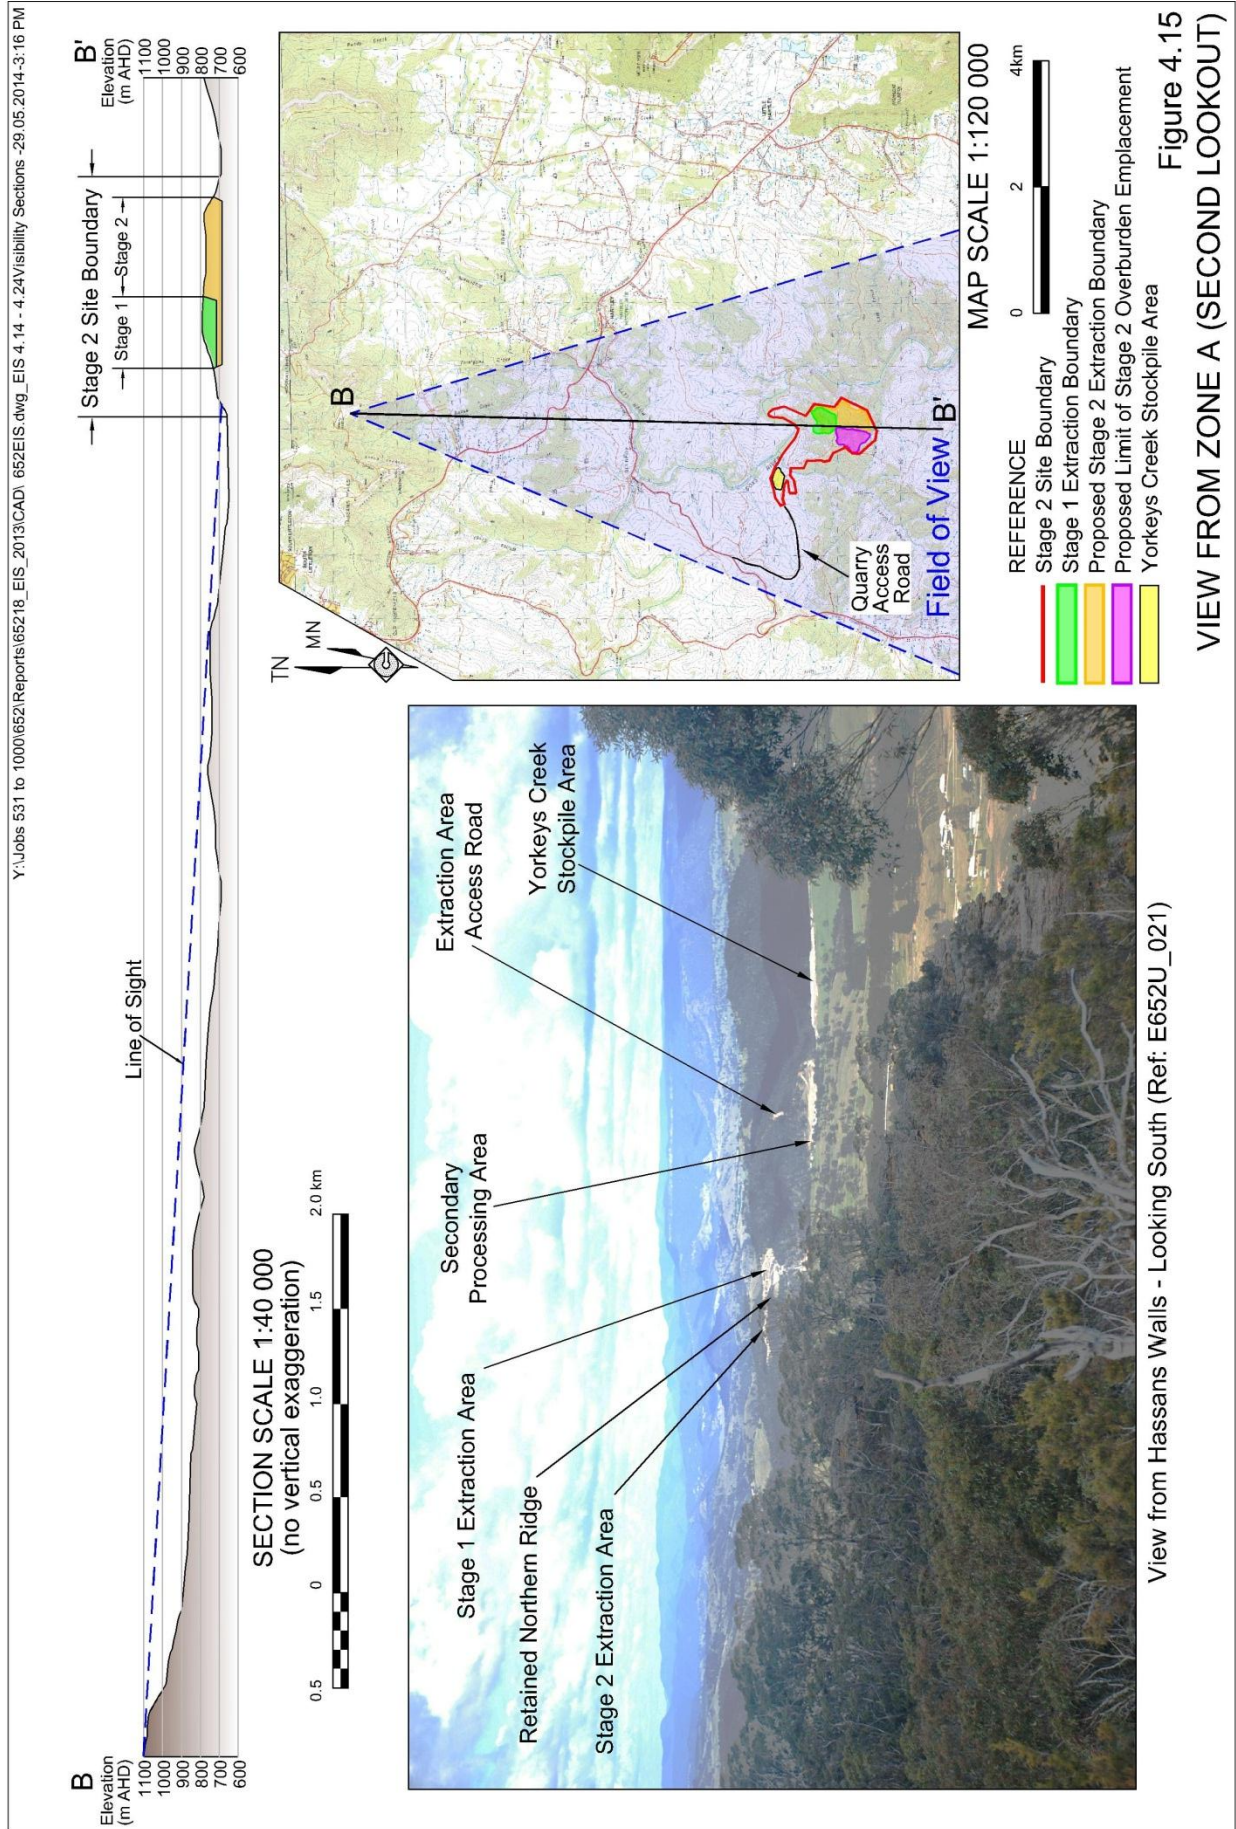 Y:\Jobs 531 to 1000\652\Reports\65218_EIS_2013\CAD\ 652EIS.dwg_EIS 4.14 - 4.24Visibility Sections -29.05.2014-3:16 PM
B
Elevation
(m AHD)
1100
1000
900
800
700
600
Line of Sight
Stage 2 Site Boundary
Stage 1
Stage 2
B'
Elevation
(m AHD)
1100
1000
900
800
700
600
SECTION SCALE 1:40 000
(no vertical exaggeration)
0.5
0
0.5
1.0
1.5
2.0 km
Stage 1 Extraction Area
Retained Northern Ridge
Stage 2 Extraction Area
Secondary
Processing Area
Extraction Area
Access Road
Yorkeys Creek
Stockpile Area
View from Hassans Walls - Looking South (Ref: E652U_021)
TN
MN
B
B'
Quarry
Access
Road
Field of View
MAP SCALE 1:120 000
0
2
4km
REFERENCE
Stage 2 Site Boundary
Stage 1 Extraction Boundary
Proposed Stage 2 Extraction Boundary
Proposed Limit of Stage 2 Overburden Emplacement
Yorkeys Creek Stockpile Area
Figure 4.15
VIEW FROM ZONE A (SECOND LOOKOUT)